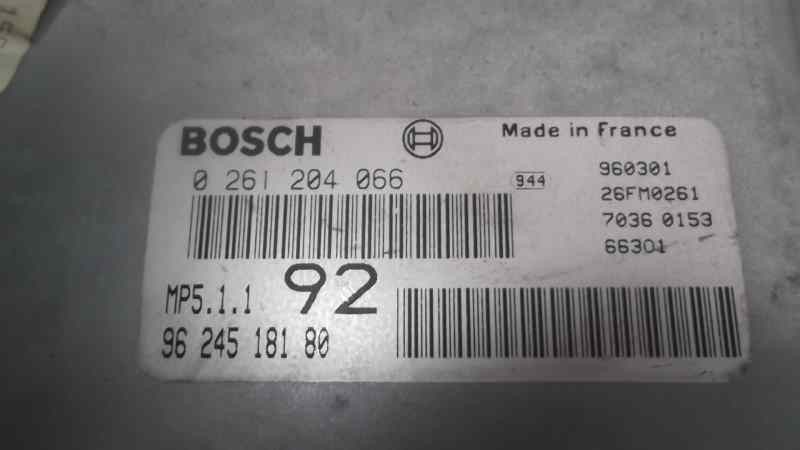 BOSCH
Made in France
0 261 204 066
944
960301
26FM0261
7036 0153
66301
MP5.1.1
92
96 245 181 80